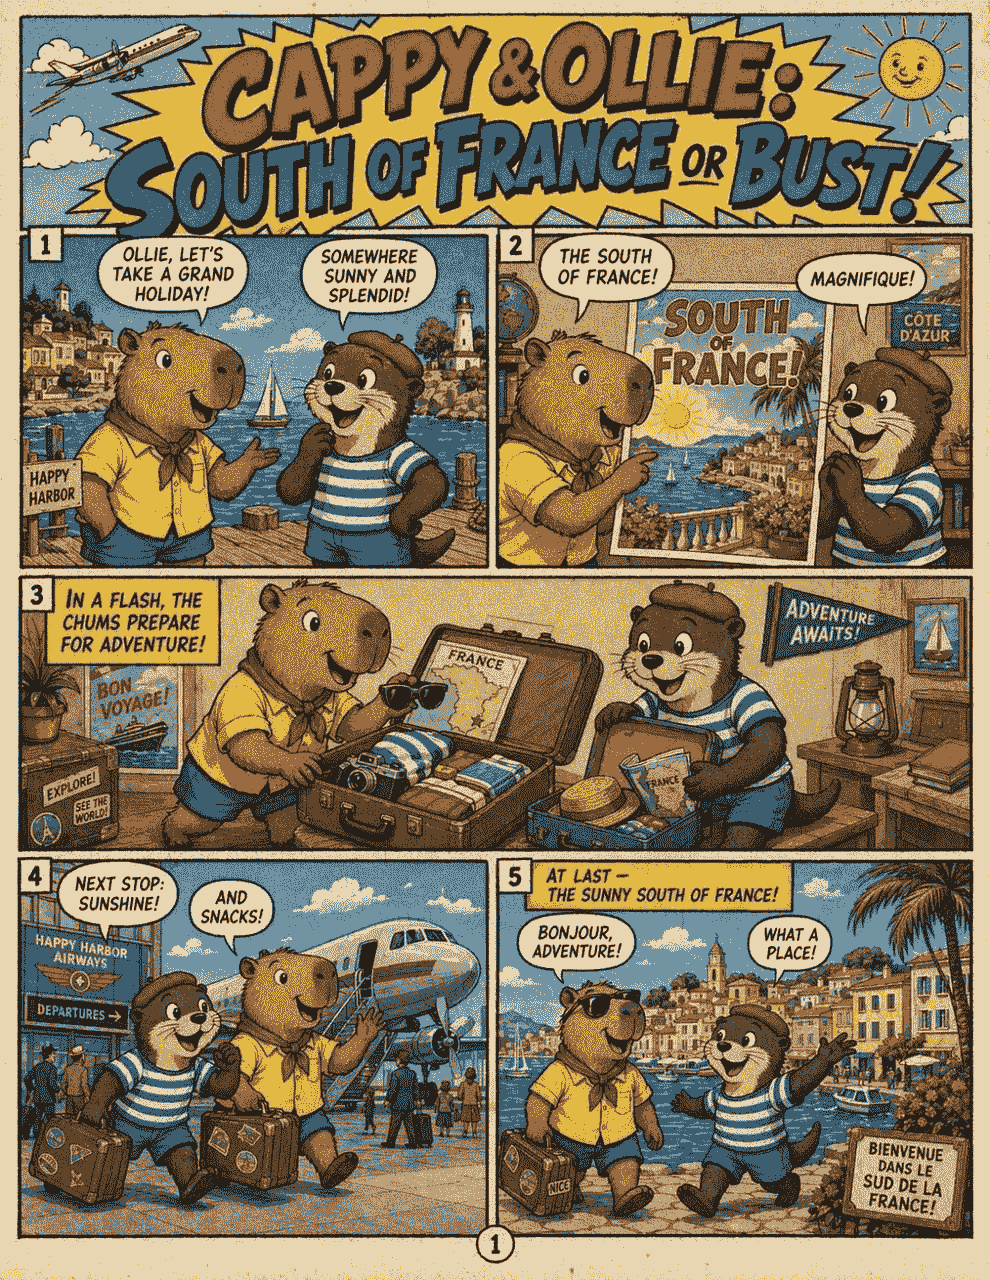 CAPPY & OLLIE:
SOUTH OF FRANCE OR BUST!
1
OLLIE, LET'S
TAKE A GRAND
HOLIDAY!
SOMEWHERE
SUNNY AND
SPLENDID!
HAPPY
HARBOR
2
THE SOUTH
OF FRANCE!
MAGNIFIQUE!
SOUTH
OF
FRANCE!
CÔTE
D'AZUR
3
IN A FLASH, THE
CHUMS PREPARE
FOR ADVENTURE!
BON
VOYAGE!
EXPLORE!
SEE THE
WORLD!
FRANCE
FRANCE
ADVENTURE
AWAITS!
4
NEXT STOP:
SUNSHINE!
AND
SNACKS!
HAPPY HARBOR
AIRWAYS
DEPARTURES →
5
AT LAST —
THE SUNNY SOUTH OF FRANCE!
BONJOUR,
ADVENTURE!
WHAT A
PLACE!
NICE
BIENVENUE
DANS LE
SUD DE LA
FRANCE!
1